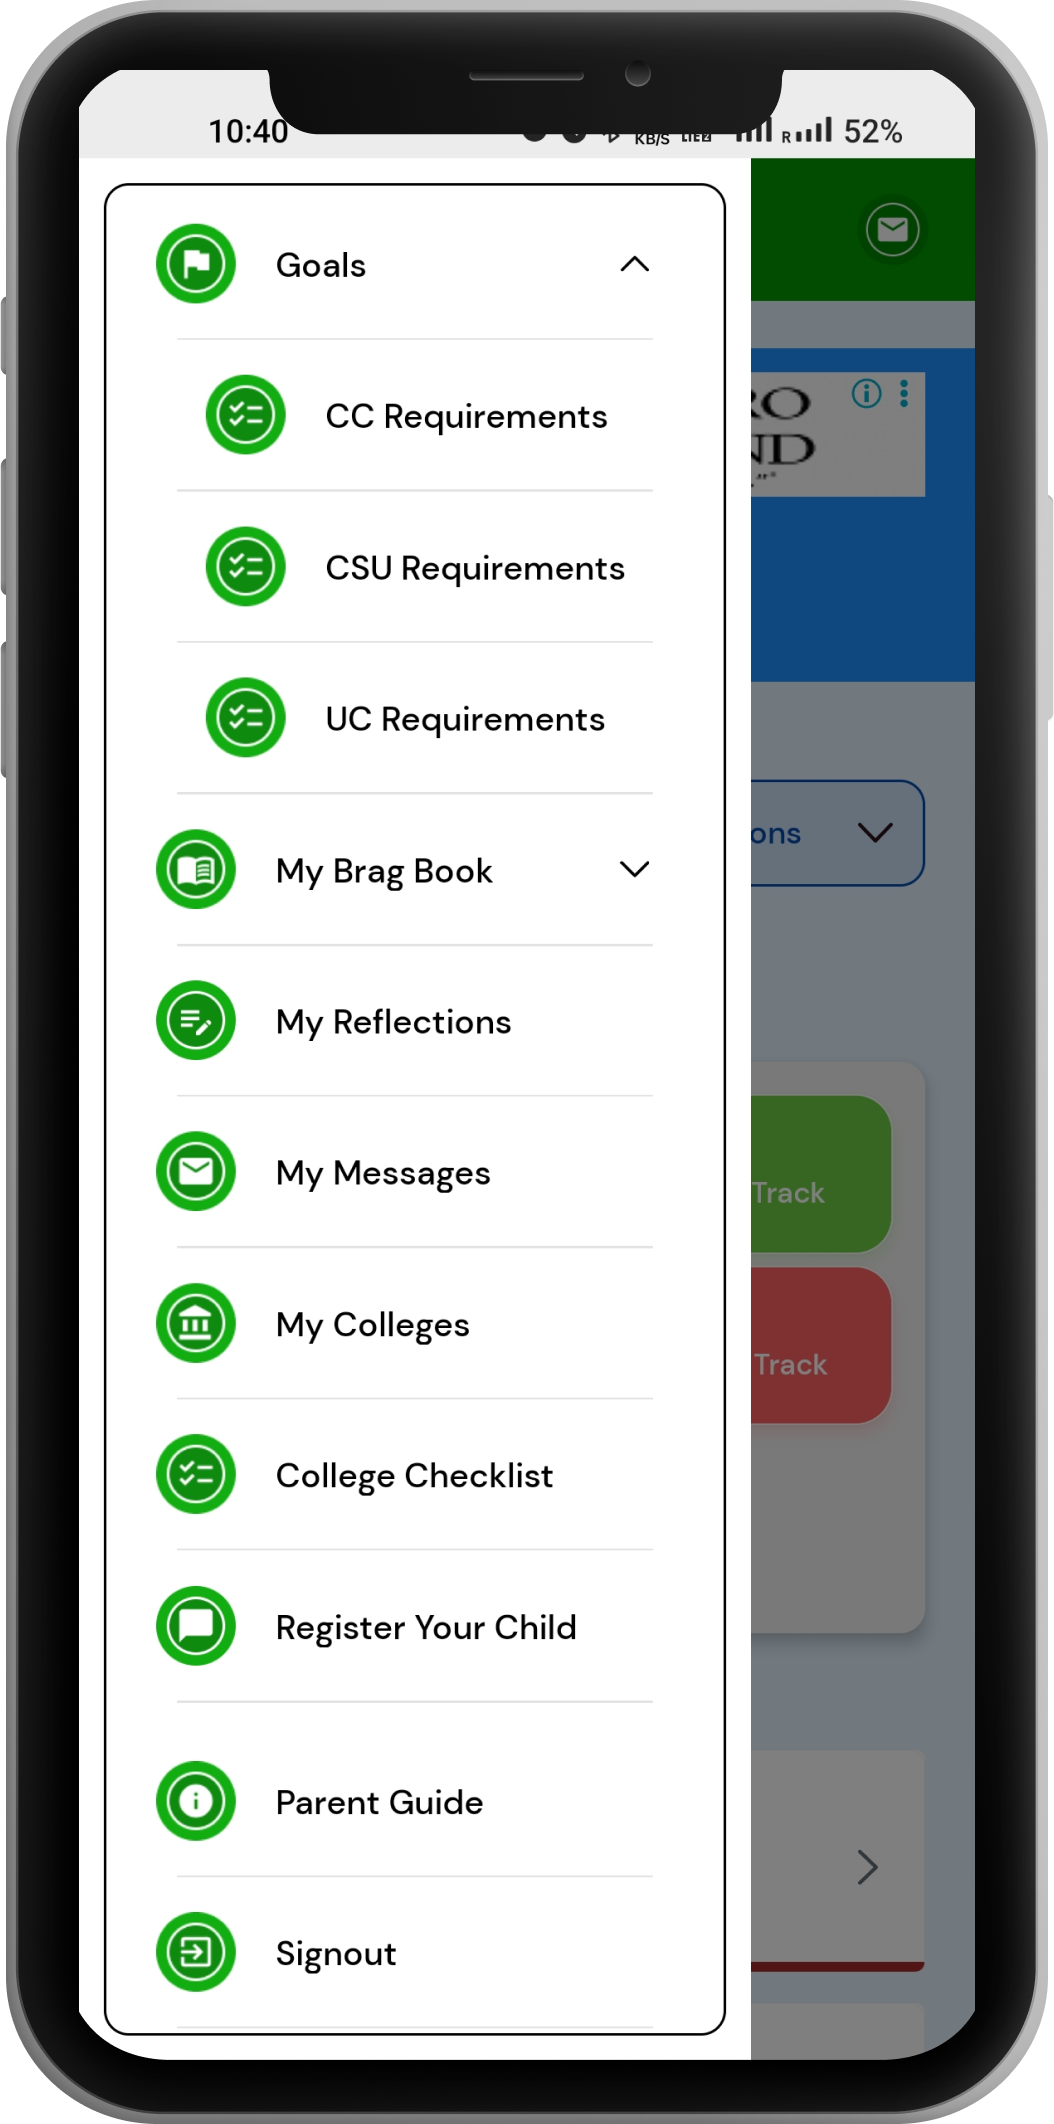 10:40
KB/S
R
52%
Goals
CC Requirements
CSU Requirements
UC Requirements
ons
My Brag Book
My Reflections
My Messages
Track
My Colleges
Track
College Checklist
Register Your Child
Parent Guide
Signout